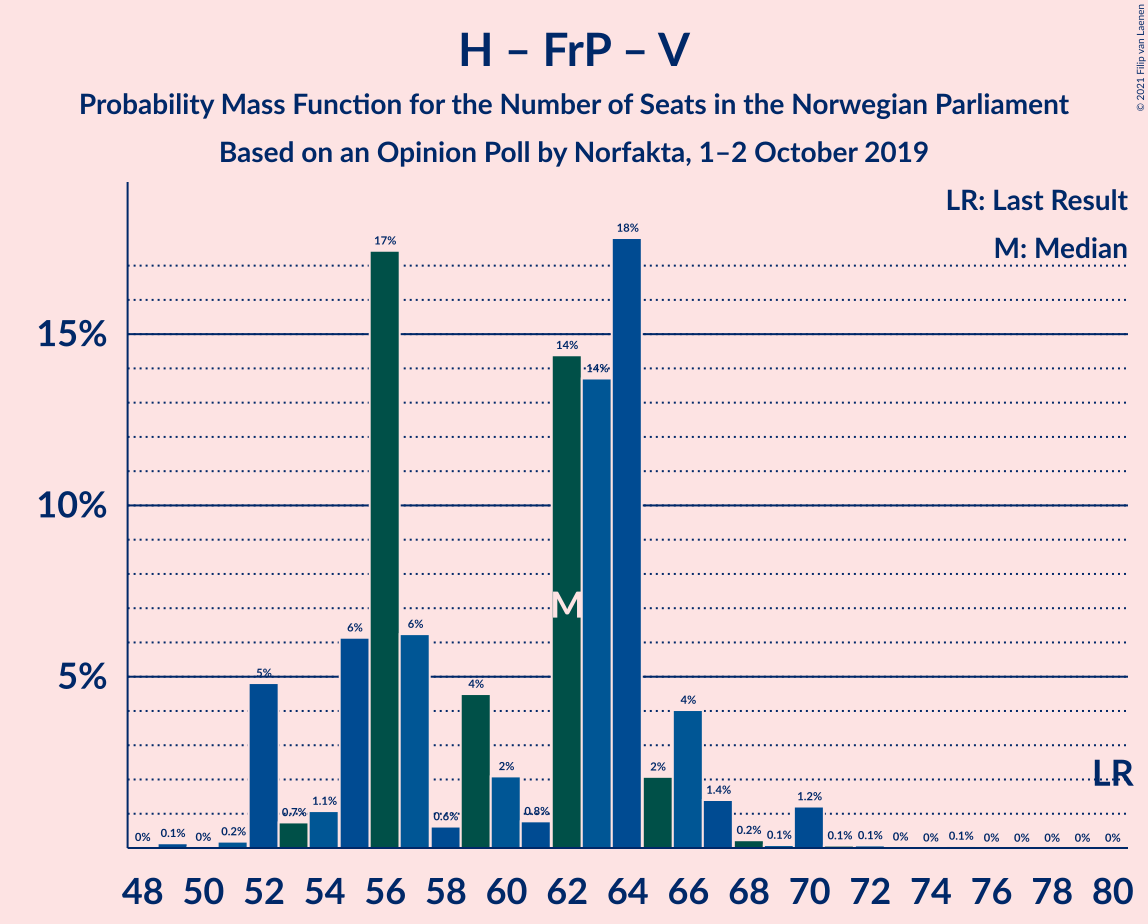 © 2021 Filip van Laenen
H – FrP – V
Probability Mass Function for the Number of Seats in the Norwegian Parliament
Based on an Opinion Poll by Norfakta, 1–2 October 2019
LR: Last Result
M: Median
15%
10%
5%
0% 0.1% 0% 0.2% 5% 0.7% 1.1% 6% 17% 6% 0.6% 4% 2% 0.8% 14% 14% 18% 2% 4% 1.4% 0.2% 0.1% 1.2% 0.1% 0.1% 0% 0% 0.1% 0% 0% 0% 0% 0%
M
LR
48 50 52 54 56 58 60 62 64 66 68 70 72 74 76 78 80